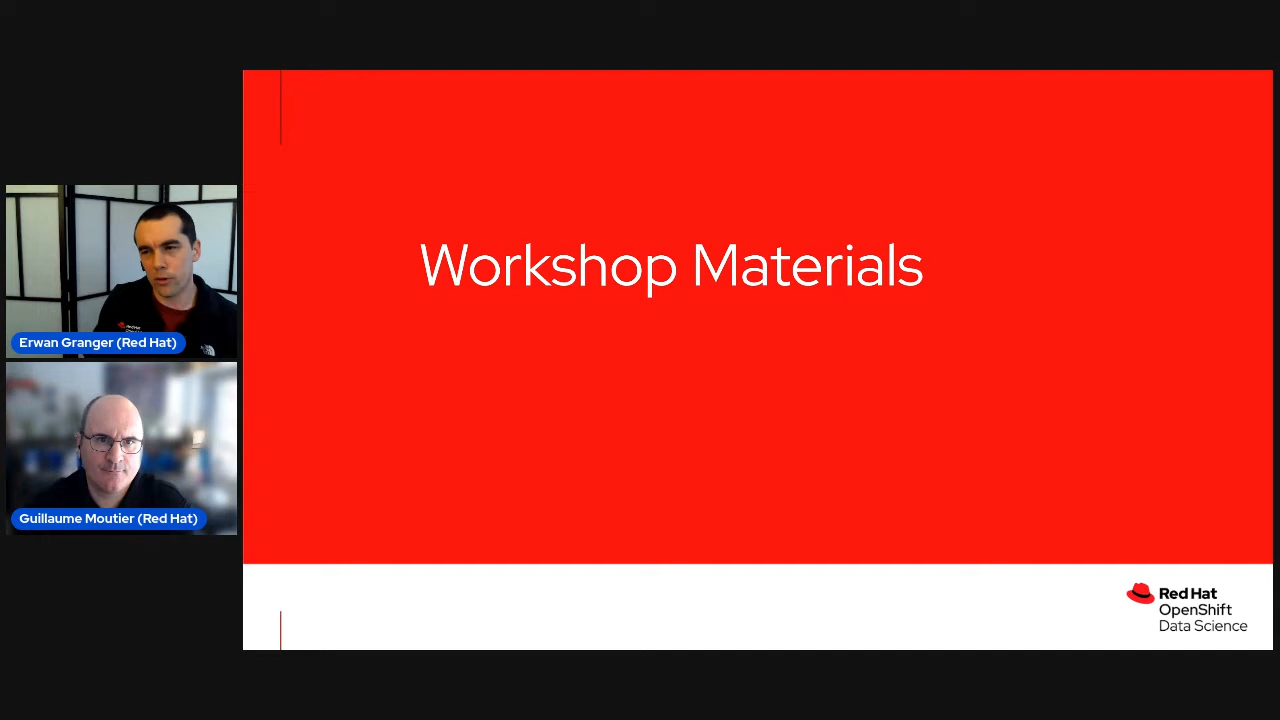 Workshop Materials
Erwan Granger (Red Hat)
Guillaume Moutier (Red Hat)
Red Hat
OpenShift
Data Science